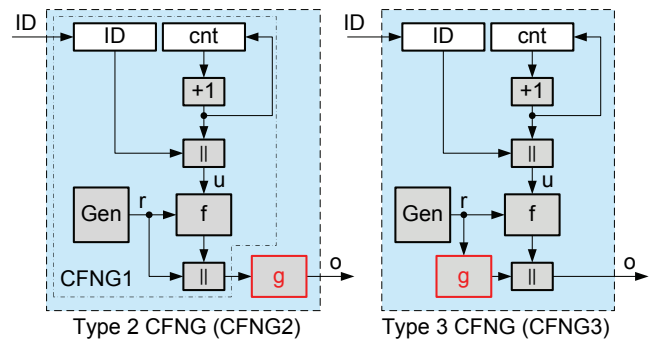 ID
ID
cnt
+1
||
u
Gen
r
f
CFNG1
||
g
o
Type 2 CFNG (CFNG2)
ID
ID
cnt
+1
||
u
Gen
r
f
g
||
o
Type 3 CFNG (CFNG3)